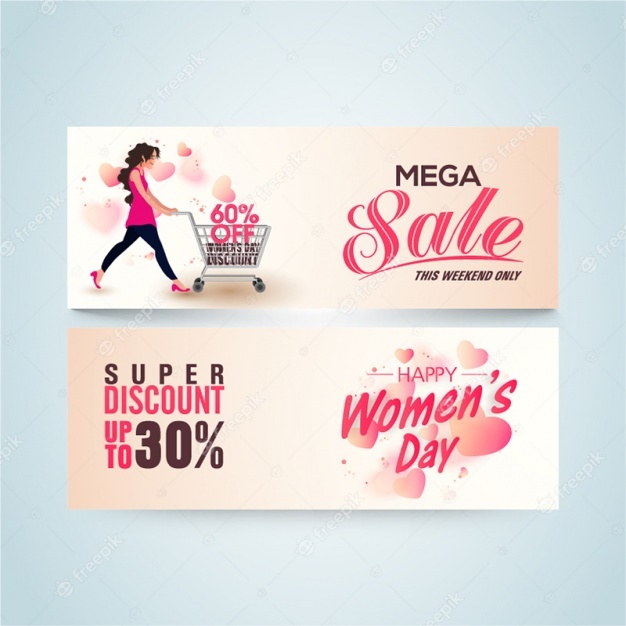 60%
OFF
WOMEN'S DAY
DISCOUNT
MEGA
Sale
THIS WEEKEND ONLY
SUPER
DISCOUNT
UP TO 30%
HAPPY
Women's
Day
freepik